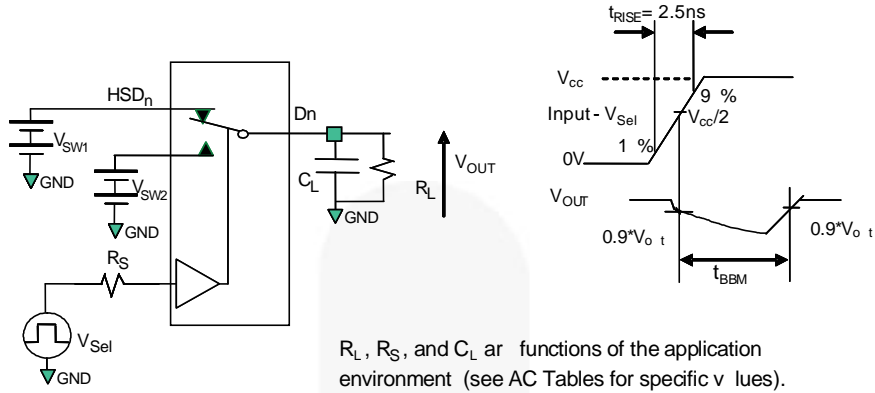 tRISE= 2.5ns
Vcc
9 %
Input - VSel
Vcc/2
1 %
0V
VOUT
0.9*Vo t
0.9*Vo t
tBBM
HSDn
Dn
VSW1
GND
VSW2
GND
CL
RL
VOUT
GND
RS
VSel
GND
RL , RS, and CL ar functions of the application
environment (see AC Tables for specific v lues).